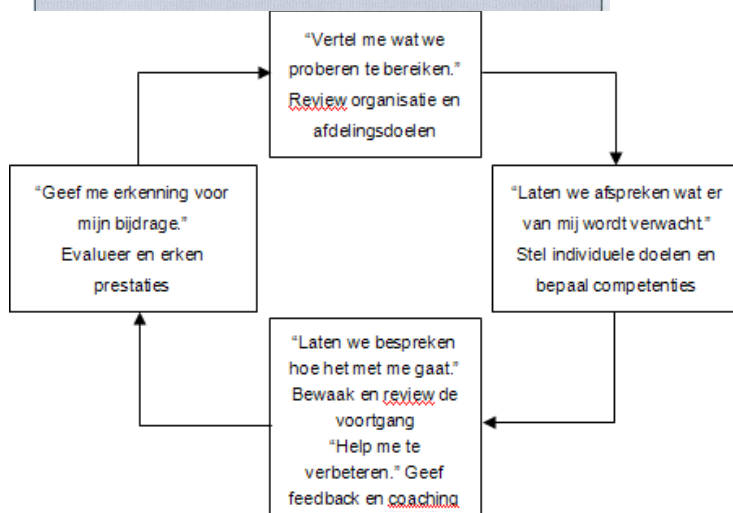 “Vertel me wat we
proberen te bereiken.”
Review organisatie en
afdelingsdoelen
“Laten we afspreken wat er
van mij wordt verwacht.”
Stel individuele doelen en
bepaal competenties
“Laten we bespreken
hoe het met me gaat.”
Bewaak en review de
voortgang
“Help me te
verbeteren.” Geef
feedback en coaching
“Geef me erkenning voor
mijn bijdrage.”
Evalueer en erken
prestaties